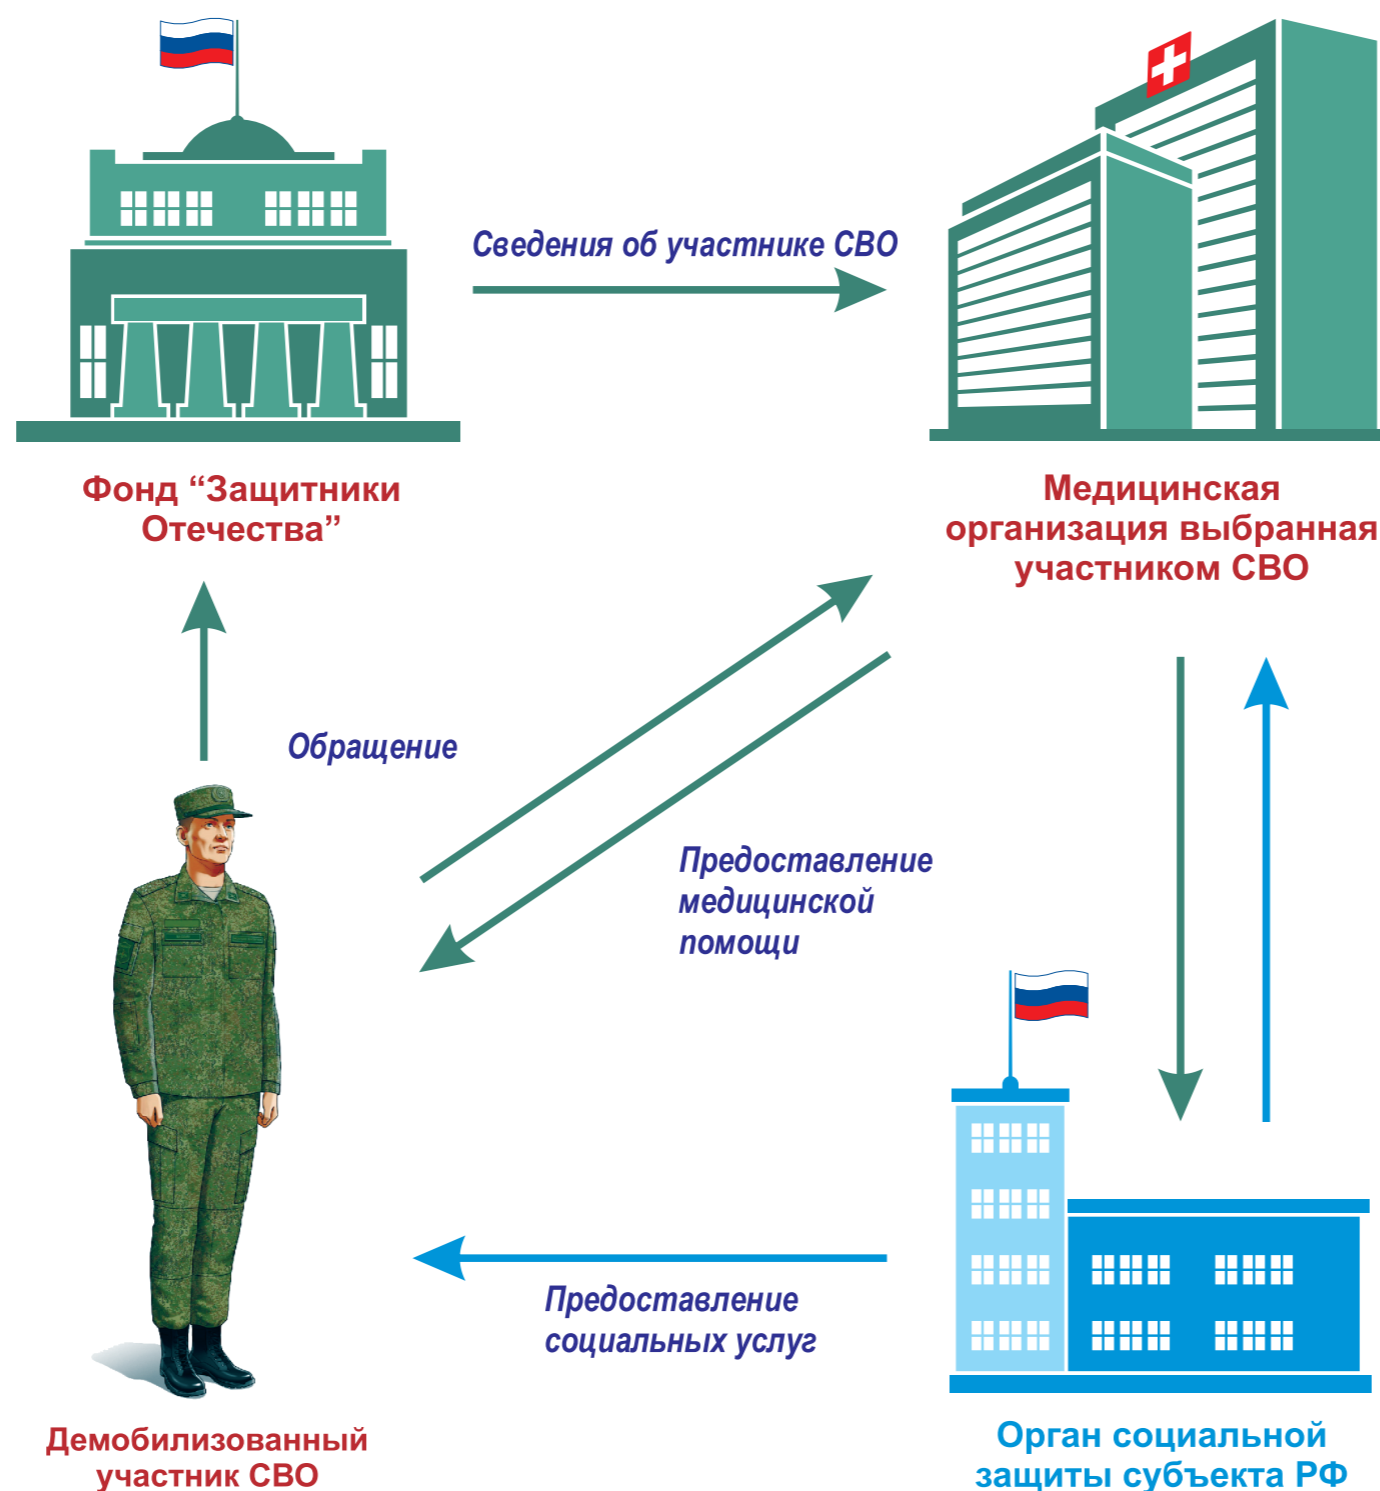 Сведения об участнике СВО
Фонд “Защитники
Отечества”
Медицинская
организация выбранная
участником СВО
Обращение
Предоставление
медицинской
помощи
Предоставление
социальных услуг
Демобилизованный
участник СВО
Орган социальной
защиты субъекта РФ